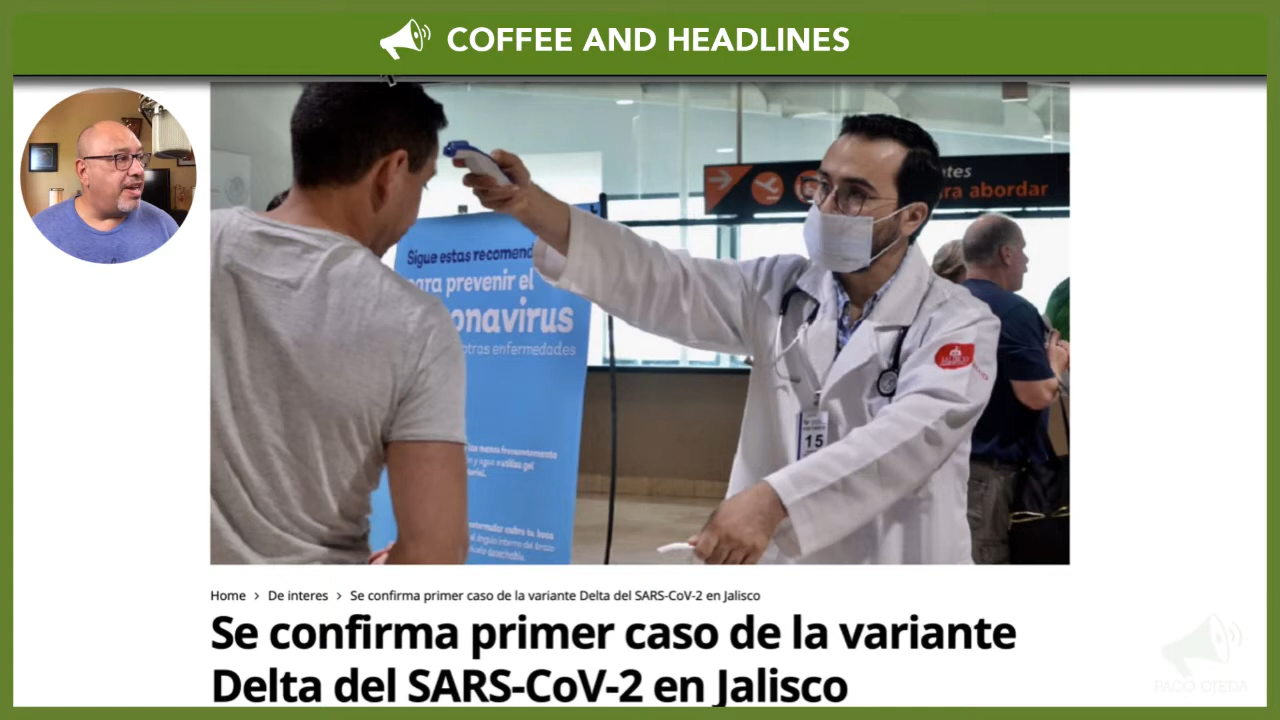 COFFEE AND HEADLINES
ara abordar
Sigue estas recomend
para prevenir el
onavirus
otras enfermedades
15
Home > De interes > Se confirma primer caso de la variante Delta del SARS-CoV-2 en Jalisco
Se confirma primer caso de la variante
Delta del SARS-CoV-2 en Jalisco
PACO OJEDA